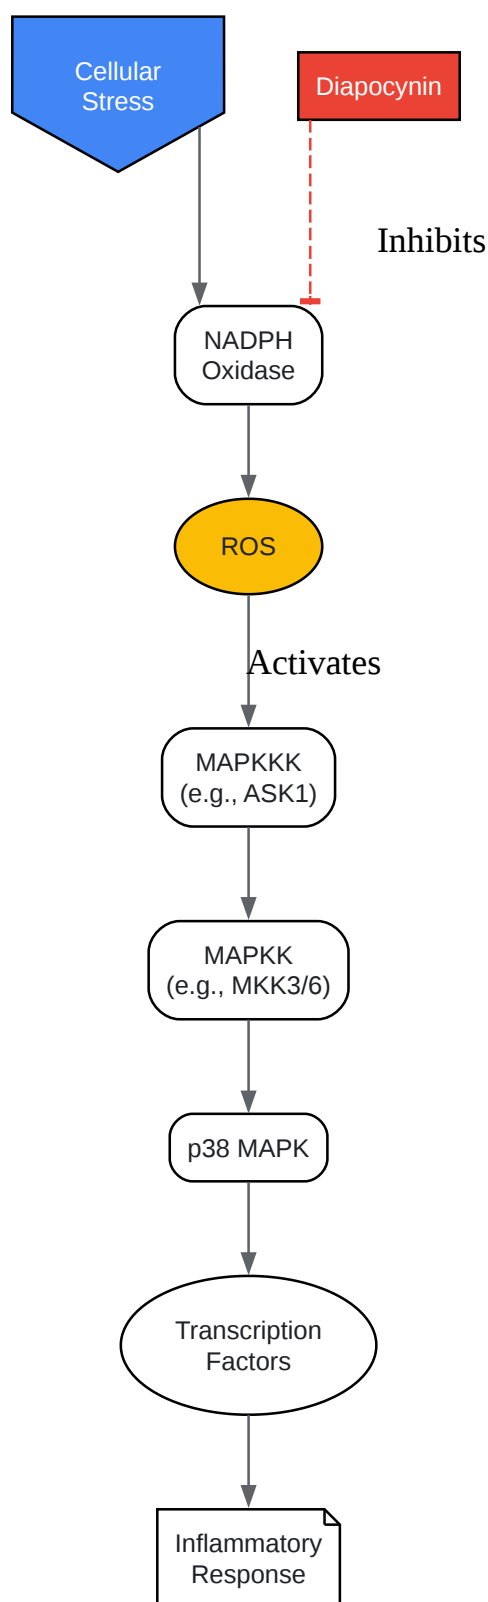 Cellular
Stress
Diapocynin
Inhibits
NADPH
Oxidase
ROS
Activates
MAPKKK
(e.g., ASK1)
MAPKK
(e.g., MKK3/6)
p38 MAPK
Transcription
Factors
Inflammatory
Response